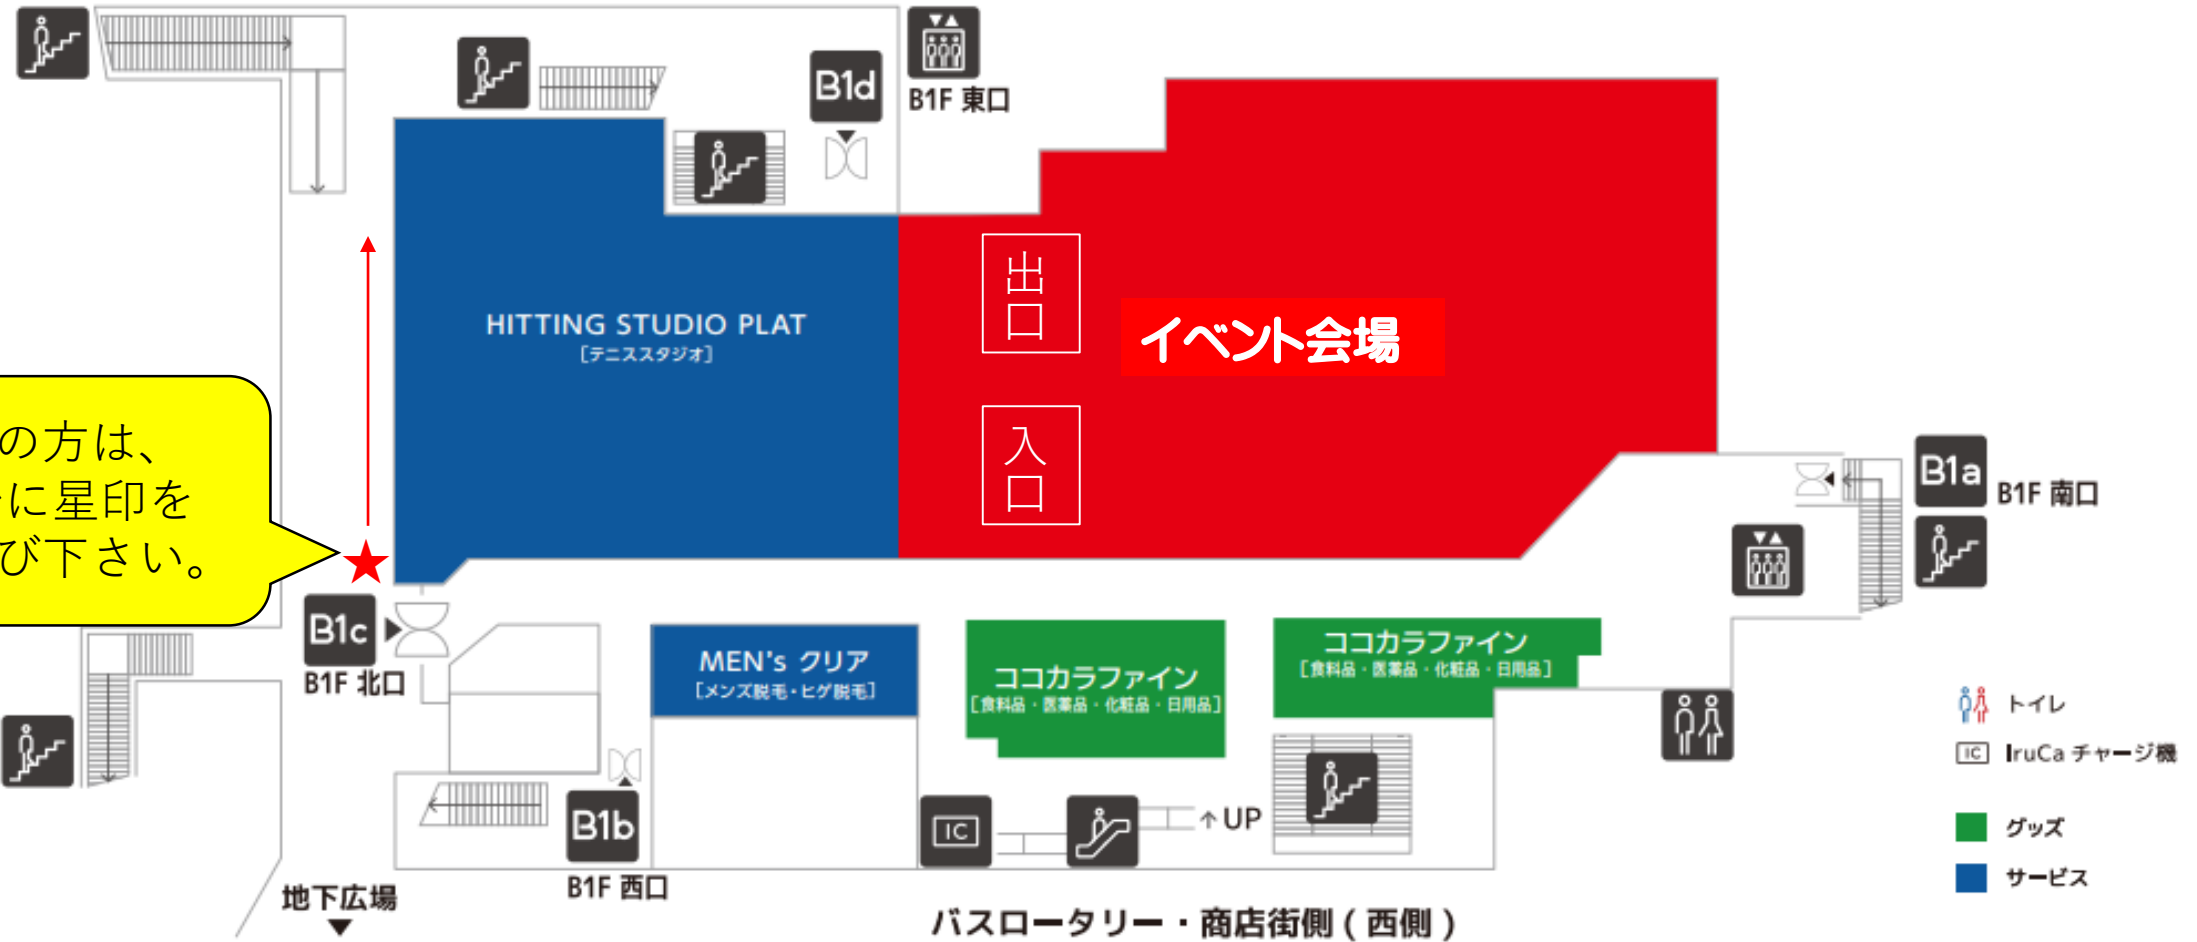 B1d
B1F 東口
出口
HITTING STUDIO PLAT
[テニススタジオ]
イベント会場
入口
の方は、
に星印を
び下さい。
B1a
B1F 南口
B1c
B1F 北口
MEN's クリア
[メンズ脱毛・ヒゲ脱毛]
ココカラファイン
[食料品・医薬品・化粧品・日用品]
ココカラファイン
[食料品・医薬品・化粧品・日用品]
トイレ
IC IruCa チャージ機
グッズ
サービス
B1b
B1F 西口
IC
UP
地下広場
バスロータリー・商店街側 ( 西側 )